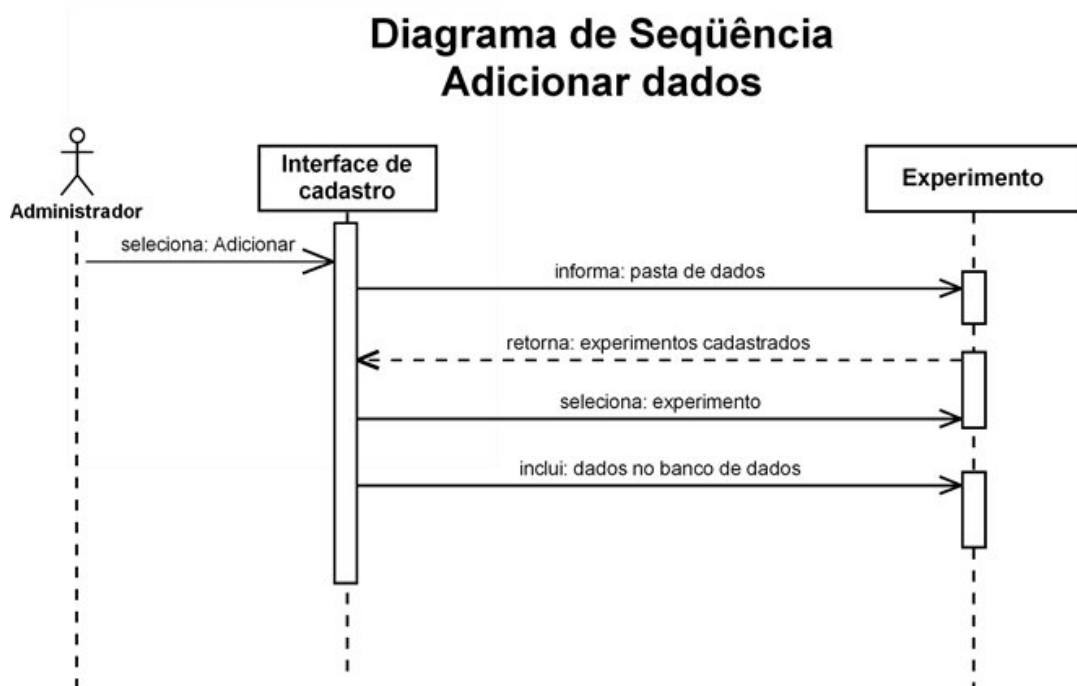 Diagrama de Seqüência
Adicionar dados
Administrador
Interface de
cadastro
Experimento
seleciona: Adicionar
informa: pasta de dados
retorna: experimentos cadastrados
seleciona: experimento
inclui: dados no banco de dados